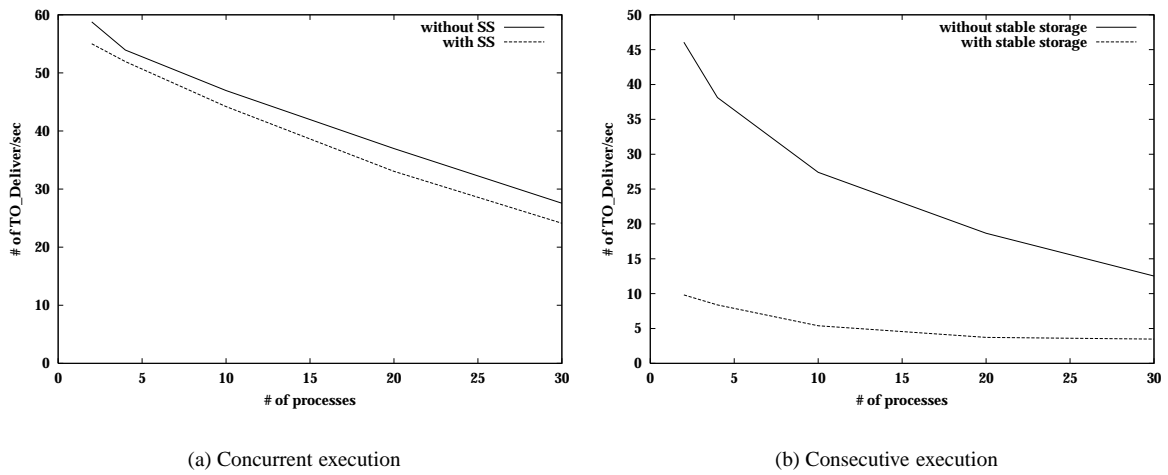 60
50
40
30
20
10
0
0 5 10 15 20 25 30
# of TO_Deliver/sec
# of processes
without SS
with SS
(a) Concurrent execution
50
45
40
35
30
25
20
15
10
5
0
0 5 10 15 20 25 30
# of TO_Deliver/sec
# of processes
without stable storage
with stable storage
(b) Consecutive execution